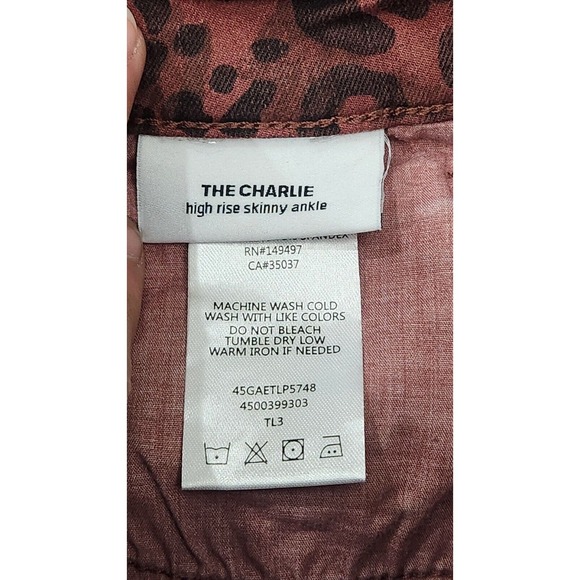 THE CHARLIE
high rise skinny ankle
SPANDEX
RN#149497
CA#35037
MACHINE WASH COLD
WASH WITH LIKE COLORS
DO NOT BLEACH
TUMBLE DRY LOW
WARM IRON IF NEEDED
45GAETLP5748
4500399303
TL3